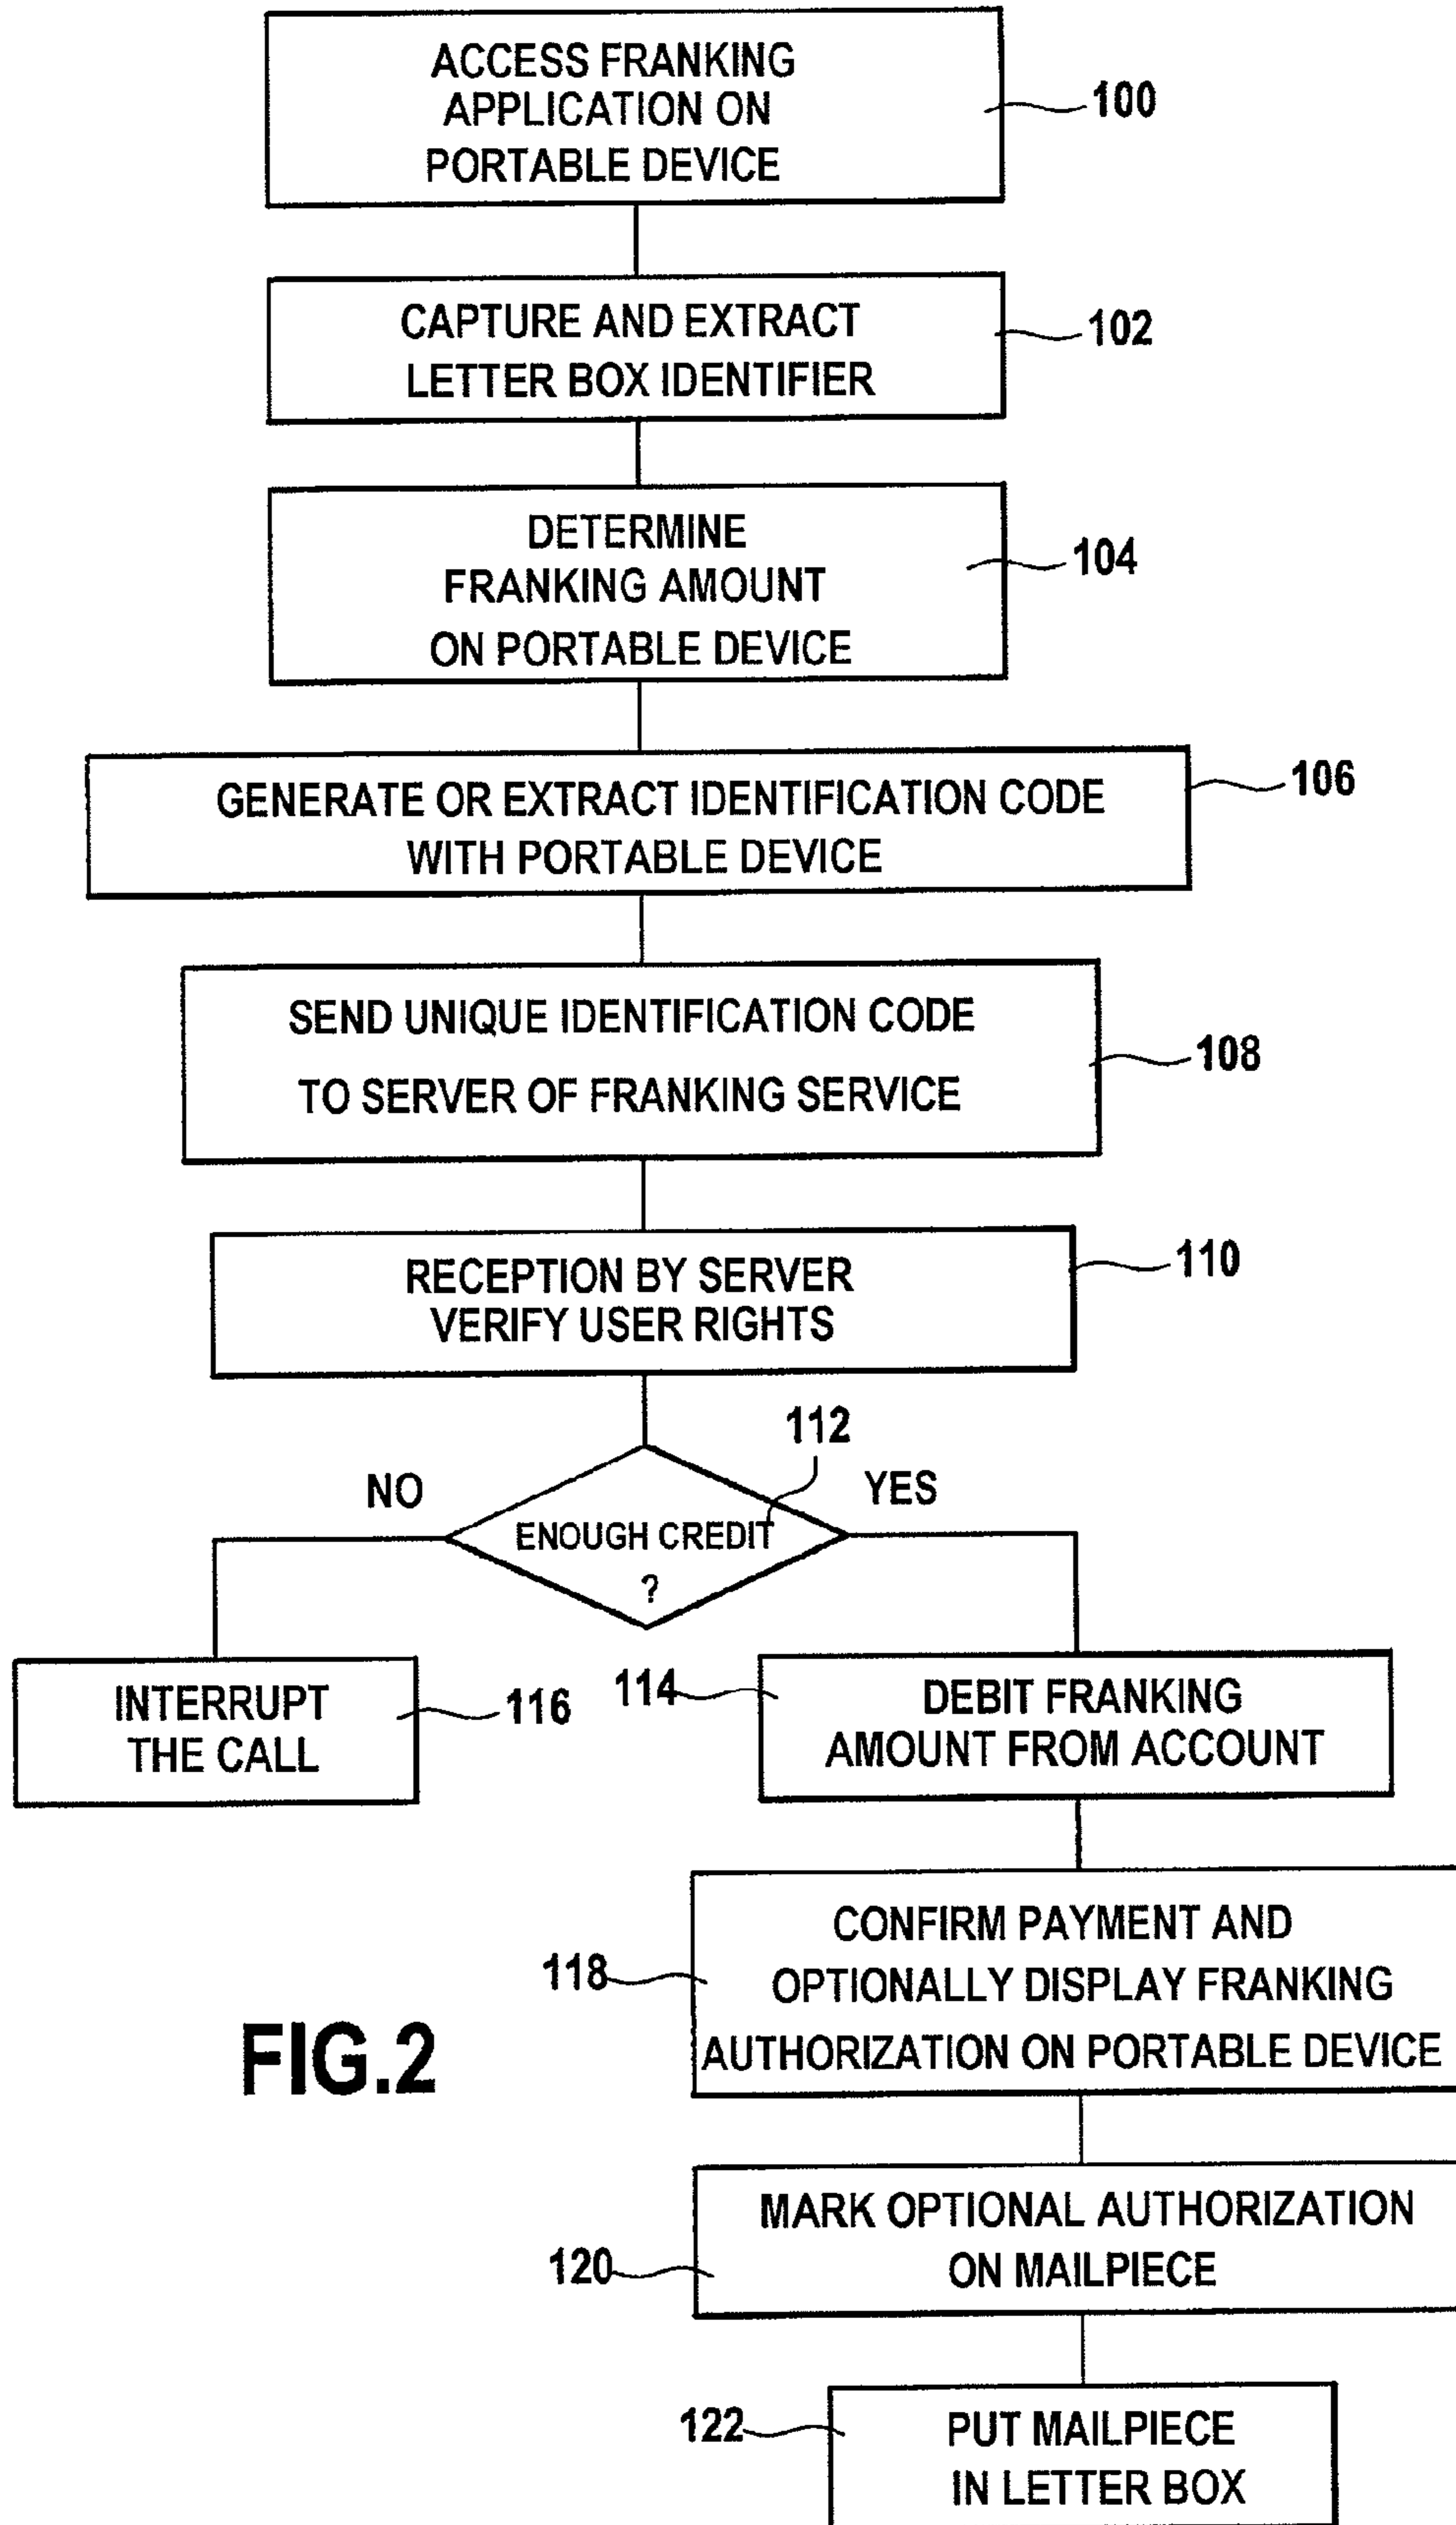 ACCESS FRANKING
APPLICATION ON
PORTABLE DEVICE
100
CAPTURE AND EXTRACT
LETTER BOX IDENTIFIER
102
DETERMINE
FRANKING AMOUNT
ON PORTABLE DEVICE
104
GENERATE OR EXTRACT IDENTIFICATION CODE
WITH PORTABLE DEVICE
106
SEND UNIQUE IDENTIFICATION CODE
TO SERVER OF FRANKING SERVICE
108
RECEPTION BY SERVER
VERIFY USER RIGHTS
110
112
NO
YES
ENOUGH CREDIT
?
INTERRUPT
THE CALL
116
114
DEBIT FRANKING
AMOUNT FROM ACCOUNT
118
CONFIRM PAYMENT AND
OPTIONALLY DISPLAY FRANKING
AUTHORIZATION ON PORTABLE DEVICE
FIG.2
120
MARK OPTIONAL AUTHORIZATION
ON MAILPIECE
122
PUT MAILPIECE
IN LETTER BOX